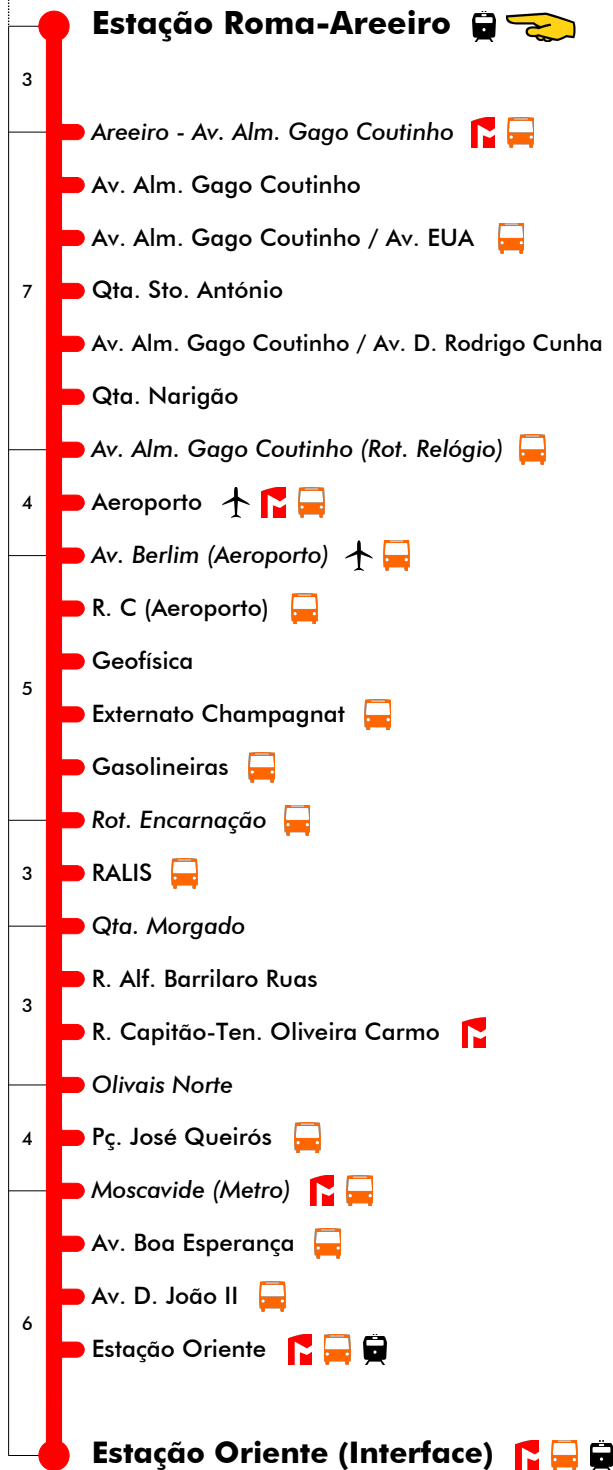 Estação Roma-Areeiro
3
Areeiro - Av. Alm. Gago Coutinho
Av. Alm. Gago Coutinho
Av. Alm. Gago Coutinho / Av. EUA
7
Qta. Sto. António
Av. Alm. Gago Coutinho / Av. D. Rodrigo Cunha
Qta. Narigão
Av. Alm. Gago Coutinho (Rot. Relógio)
4
Aeroporto
Av. Berlim (Aeroporto)
R. C (Aeroporto)
Geofísica
5
Externato Champagnat
Gasolineiras
Rot. Encarnação
3
RALIS
Qta. Morgado
R. Alf. Barrilaro Ruas
3
R. Capitão-Ten. Oliveira Carmo
Olivais Norte
4
Pç. José Queirós
Moscavide (Metro)
Av. Boa Esperança
Av. D. João II
6
Estação Oriente
Estação Oriente (Interface)